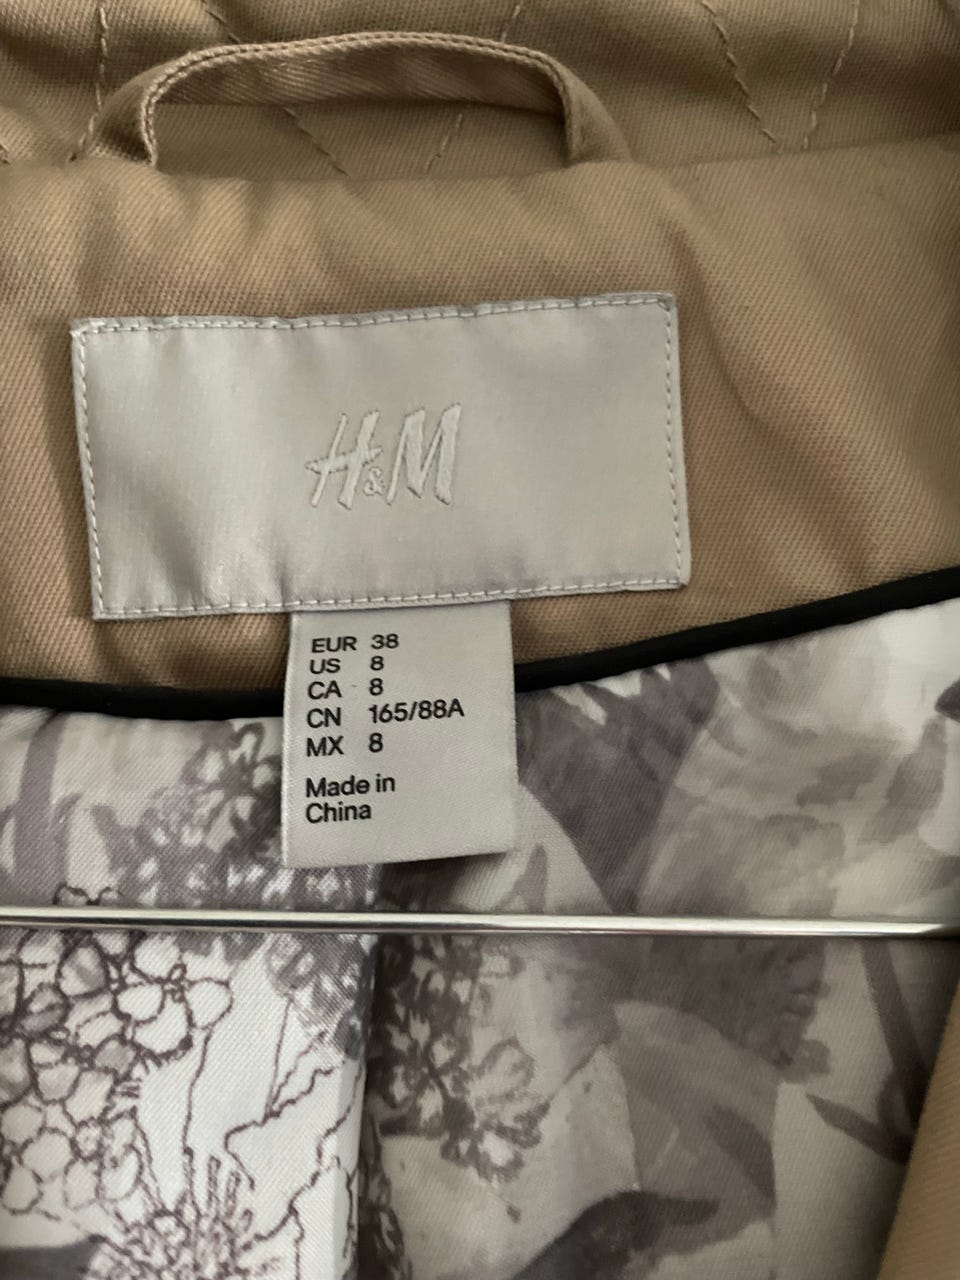 H&M
EUR 38
US 8
CA 8
CN 165/88A
MX 8
Made in
China